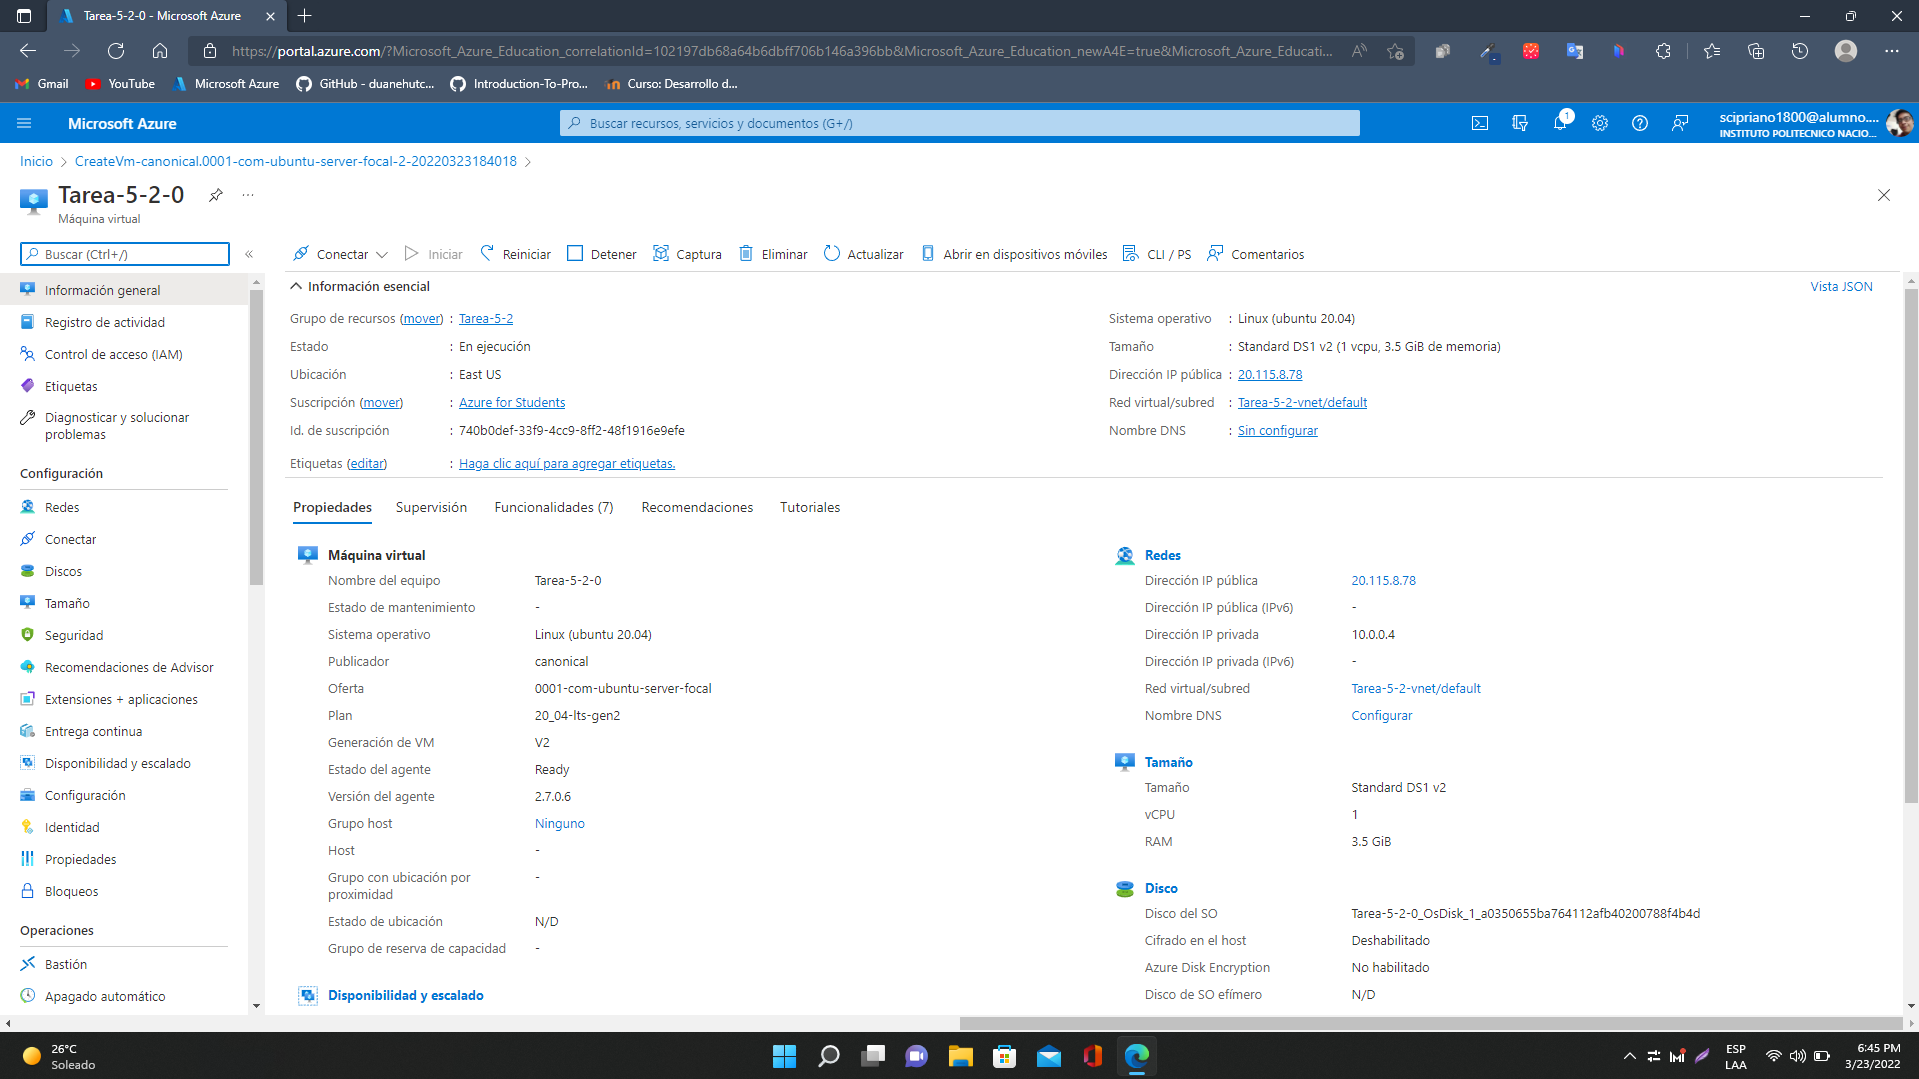 Tarea-5-2-0 - Microsoft Azure
https://portal.azure.com/?Microsoft_Azure_Education_correlationId=102197db68a64b6dbff706b146a396bb&Microsoft_Azure_Education_newA4E=true&Microsoft_Azure_Educati...
Gmail
YouTube
Microsoft Azure
GitHub - duanehutc...
Introduction-To-Pro...
Curso: Desarrollo d...
Microsoft Azure
Buscar recursos, servicios y documentos (G+/)
1
scipriano1800@alumno....
INSTITUTO POLITECNICO NACIO...
Inicio > CreateVm-canonical.0001-com-ubuntu-server-focal-2-20220323184018 >
Tarea-5-2-0
Máquina virtual
Buscar (Ctrl+/)
Información general
Registro de actividad
Control de acceso (IAM)
Etiquetas
Diagnosticar y solucionar
problemas
Configuración
Redes
Conectar
Discos
Tamaño
Seguridad
Recomendaciones de Advisor
Extensiones + aplicaciones
Entrega continua
Disponibilidad y escalado
Configuración
Identidad
Propiedades
Bloqueos
Operaciones
Bastión
Apagado automático
Conectar
Iniciar
Reiniciar
Detener
Captura
Eliminar
Actualizar
Abrir en dispositivos móviles
CLI / PS
Comentarios
Información esencial
Vista JSON
Grupo de recursos (mover) : Tarea-5-2
Estado : En ejecución
Ubicación : East US
Suscripción (mover) : Azure for Students
Id. de suscripción : 740b0def-33f9-4cc9-8ff2-48f1916e9efe
Etiquetas (editar) : Haga clic aquí para agregar etiquetas.
Sistema operativo : Linux (ubuntu 20.04)
Tamaño : Standard DS1 v2 (1 vcpu, 3.5 GiB de memoria)
Dirección IP pública : 20.115.8.78
Red virtual/subred : Tarea-5-2-vnet/default
Nombre DNS : Sin configurar
Propiedades
Supervisión
Funcionalidades (7)
Recomendaciones
Tutoriales
Máquina virtual
Nombre del equipo Tarea-5-2-0
Estado de mantenimiento -
Sistema operativo Linux (ubuntu 20.04)
Publicador canonical
Oferta 0001-com-ubuntu-server-focal
Plan 20_04-lts-gen2
Generación de VM V2
Estado del agente Ready
Versión del agente 2.7.0.6
Grupo host Ninguno
Host -
Grupo con ubicación por -
proximidad
Estado de ubicación N/D
Grupo de reserva de capacidad -
Disponibilidad y escalado
Redes
Dirección IP pública 20.115.8.78
Dirección IP pública (IPv6) -
Dirección IP privada 10.0.0.4
Dirección IP privada (IPv6) -
Red virtual/subred Tarea-5-2-vnet/default
Nombre DNS Configurar
Tamaño
Tamaño Standard DS1 v2
vCPU 1
RAM 3.5 GiB
Disco
Disco del SO Tarea-5-2-0_OsDisk_1_a0350655ba764112afb40200788f4b4d
Cifrado en el host Deshabilitado
Azure Disk Encryption No habilitado
Disco de SO efímero N/D
26°C
Soleado
ESP
LAA
6:45 PM
3/23/2022